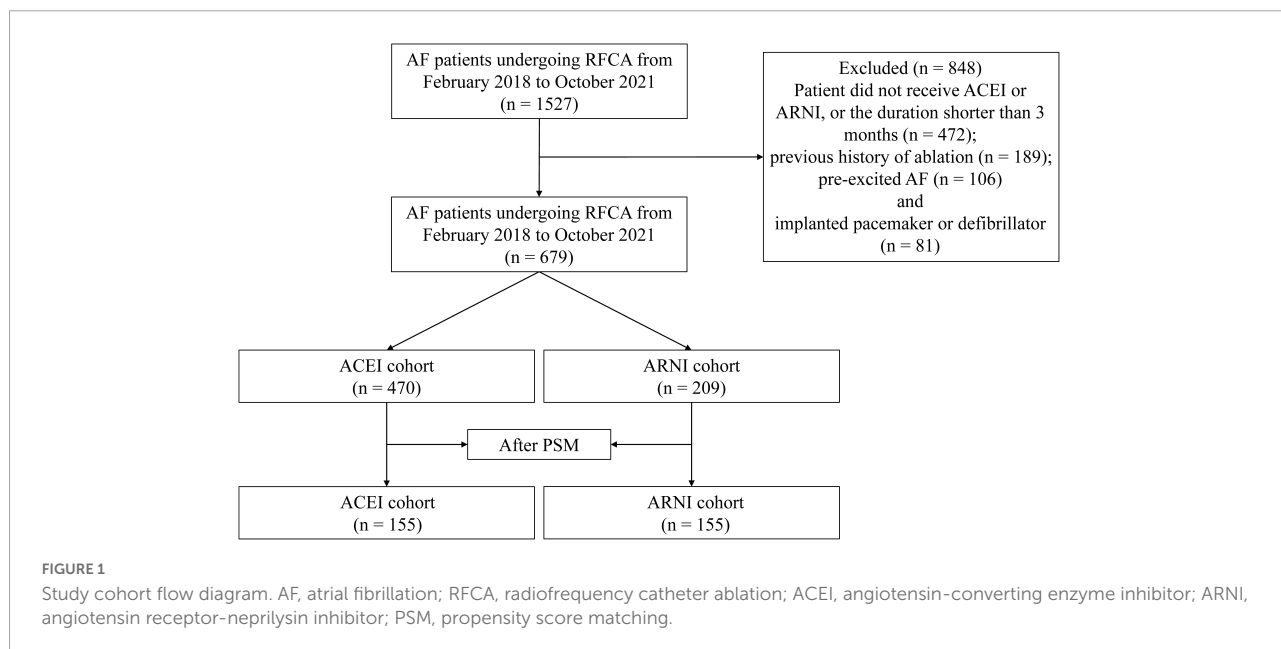 AF patients undergoing RFCA from
February 2018 to October 2021
(n = 1527)
Excluded (n = 848)
Patient did not receive ACEI or
ARNI, or the duration shorter than 3
months (n = 472);
previous history of ablation (n = 189);
pre-excited AF (n = 106)
and
implanted pacemaker or defibrillator
(n = 81)
AF patients undergoing RFCA from
February 2018 to October 2021
(n = 679)
ACEI cohort
(n = 470)
ARNI cohort
(n = 209)
After PSM
ACEI cohort
(n = 155)
ARNI cohort
(n = 155)
FIGURE 1
Study cohort flow diagram. AF, atrial fibrillation; RFCA, radiofrequency catheter ablation; ACEI, angiotensin-converting enzyme inhibitor; ARNI,
angiotensin receptor-neprilysin inhibitor; PSM, propensity score matching.